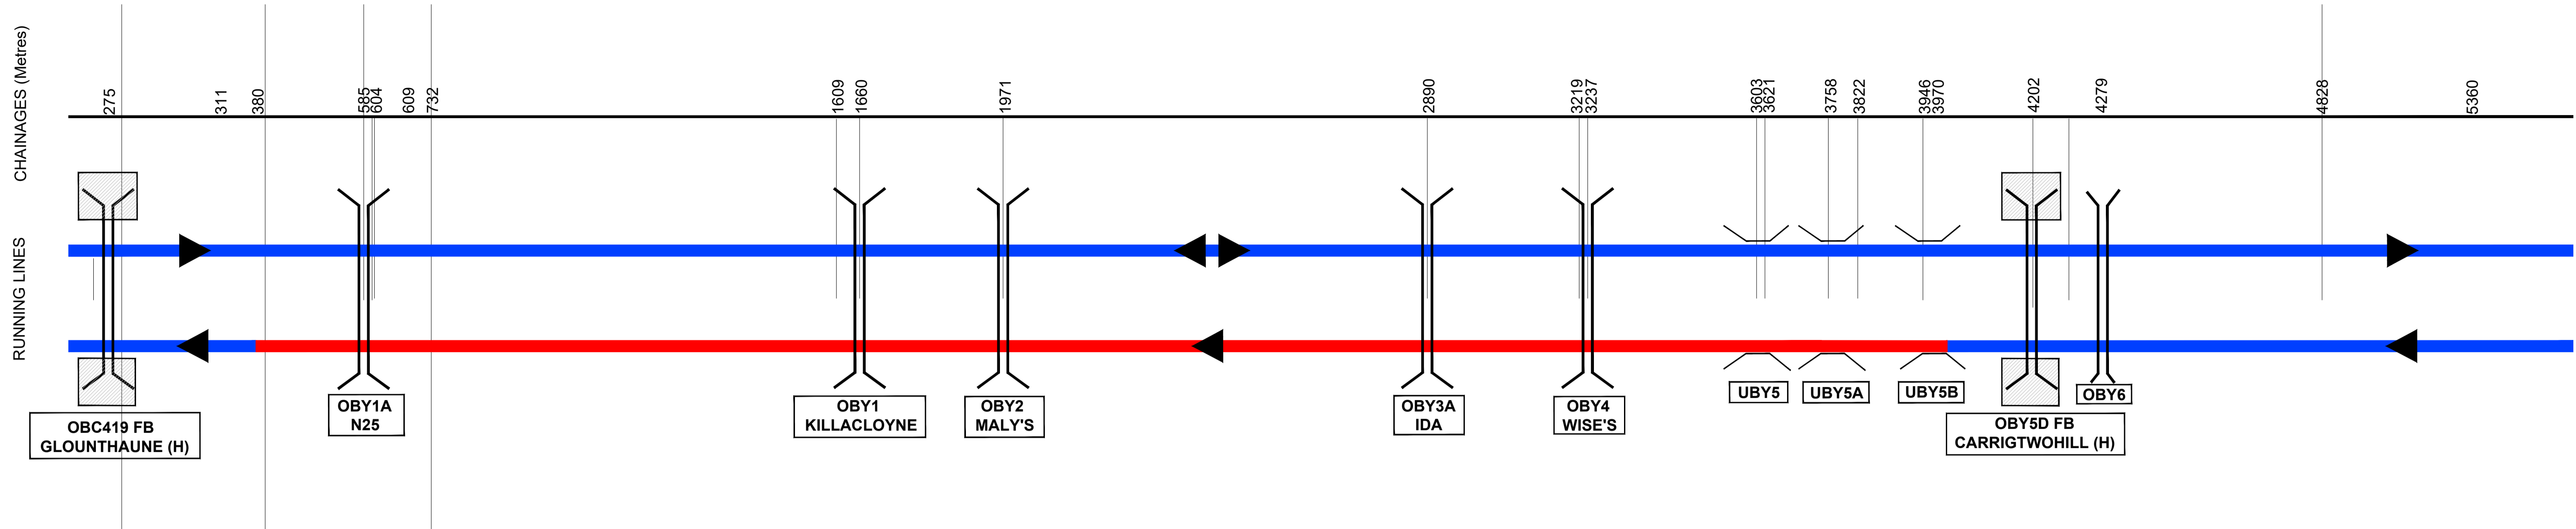 CHAINAGES (Metres)
275
311
380
585
604
609
732
1609
1660
1971
2890
3219
3237
3603
3621
3758
3822
3946
3970
4202
4279
4828
5360
RUNNING LINES
OBC419 FB
GLOUNTHAUNE (H)
OBY1A
N25
OBY1
KILLACLOYNE
OBY2
MALY'S
OBY3A
IDA
OBY4
WISE'S
UBY5
UBY5A
UBY5B
OBY5D FB
CARRIGTWOHILL (H)
OBY6